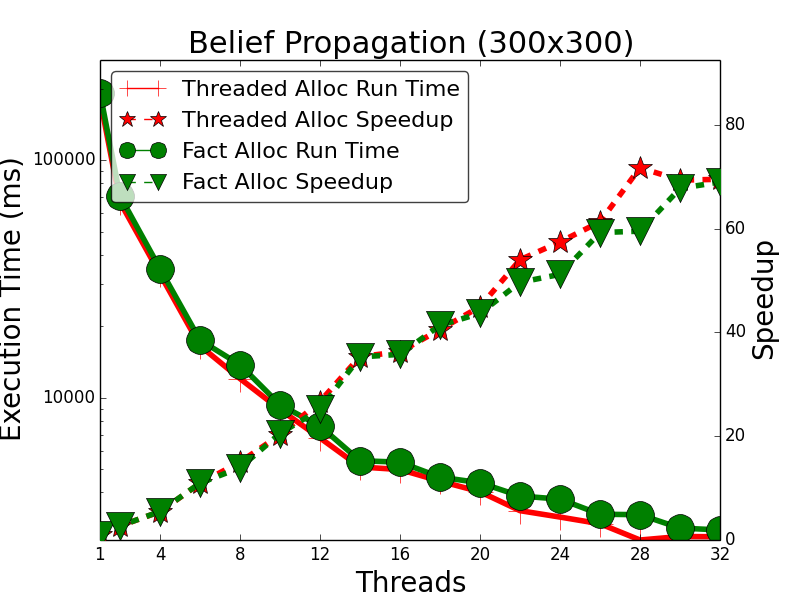 Belief Propagation (300x300)
Threaded Alloc Run Time
Threaded Alloc Speedup
Fact Alloc Run Time
Fact Alloc Speedup
Execution Time (ms)
100000
10000
80
60
40
20
0
Speedup
1 4 8 12 16 20 24 28 32
Threads